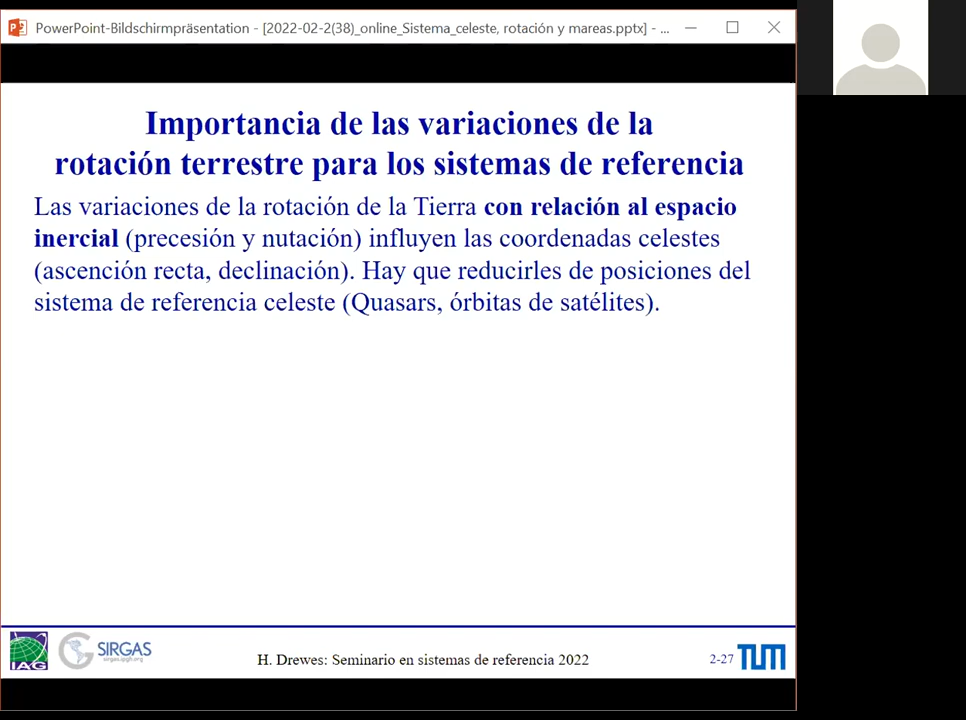 PowerPoint-Bildschirmpräsentation - [2022-02-2(38)_online_Sistema_celeste, rotación y mareas.pptx] - ...
Importancia de las variaciones de la
rotación terrestre para los sistemas de referencia
Las variaciones de la rotación de la Tierra con relación al espacio
inercial (precesión y nutación) influyen las coordenadas celestes
(ascención recta, declinación). Hay que reducirles de posiciones del
sistema de referencia celeste (Quasars, órbitas de satélites).
IAG
SIRGAS
sirgas.ipgh.org
H. Drewes: Seminario en sistemas de referencia 2022
2-27
TUM